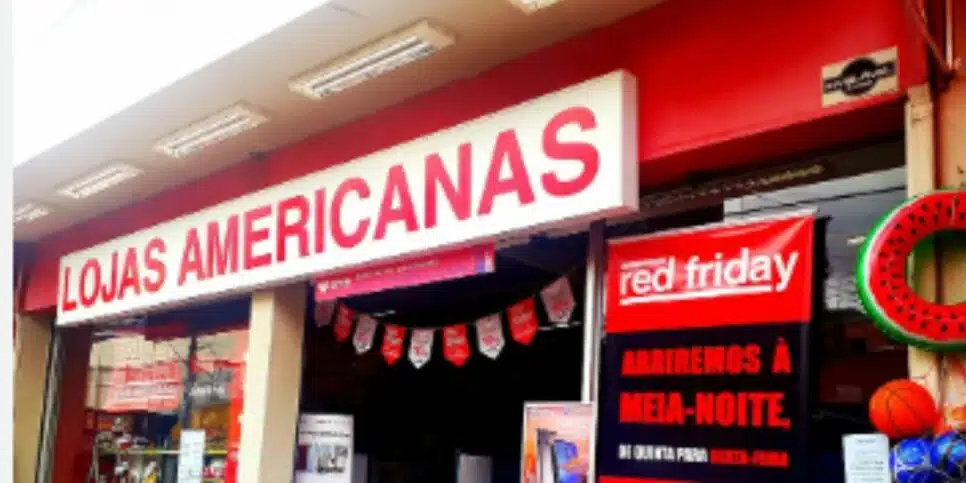 LOJAS AMERICANAS
red friday
ABRIREMOS À
MEIA-NOITE,
DE QUINTA PARA SEXTA-FEIRA